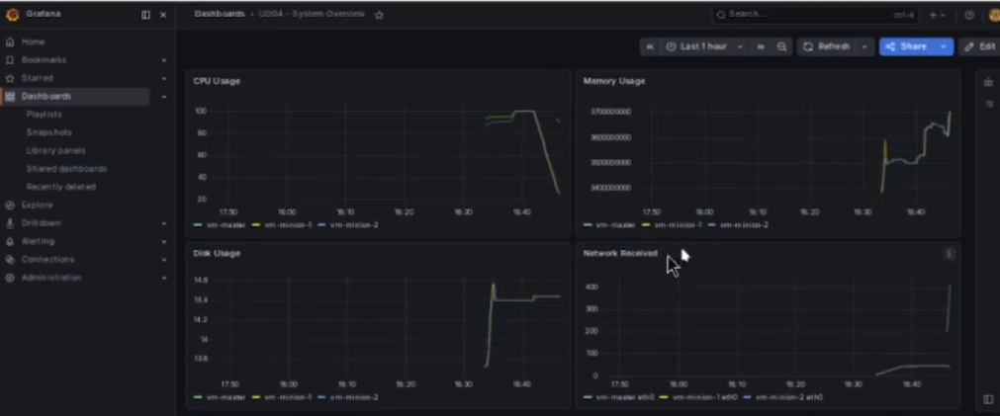 Grafana
Home
Bookmarks
Starred
Dashboards
Playlists
Snapshots
Library panels
Shared dashboards
Recently deleted
Explore
Drilldown
Alerting
Connections
Administration
Dashboards › UD04 - System Overview
Search... ctrl+k
Last 1 hour Refresh Share Edit
CPU Usage
100
80
60
40
20
17:50 18:00 18:10 18:20 18:30 18:40
vm-master vm-minion-1 vm-minion-2
Memory Usage
3700000000
3600000000
3500000000
3400000000
17:50 18:00 18:10 18:20 18:30 18:40
vm-master vm-minion-1 vm-minion-2
Disk Usage
14.6
14.4
14.2
14
13.8
17:50 18:00 18:10 18:20 18:30 18:40
vm-master vm-minion-1 vm-minion-2
Network Received
400
300
200
100
0
17:50 18:00 18:10 18:20 18:30 18:40
vm-master eth0 vm-minion-1 eth0 vm-minion-2 eth0